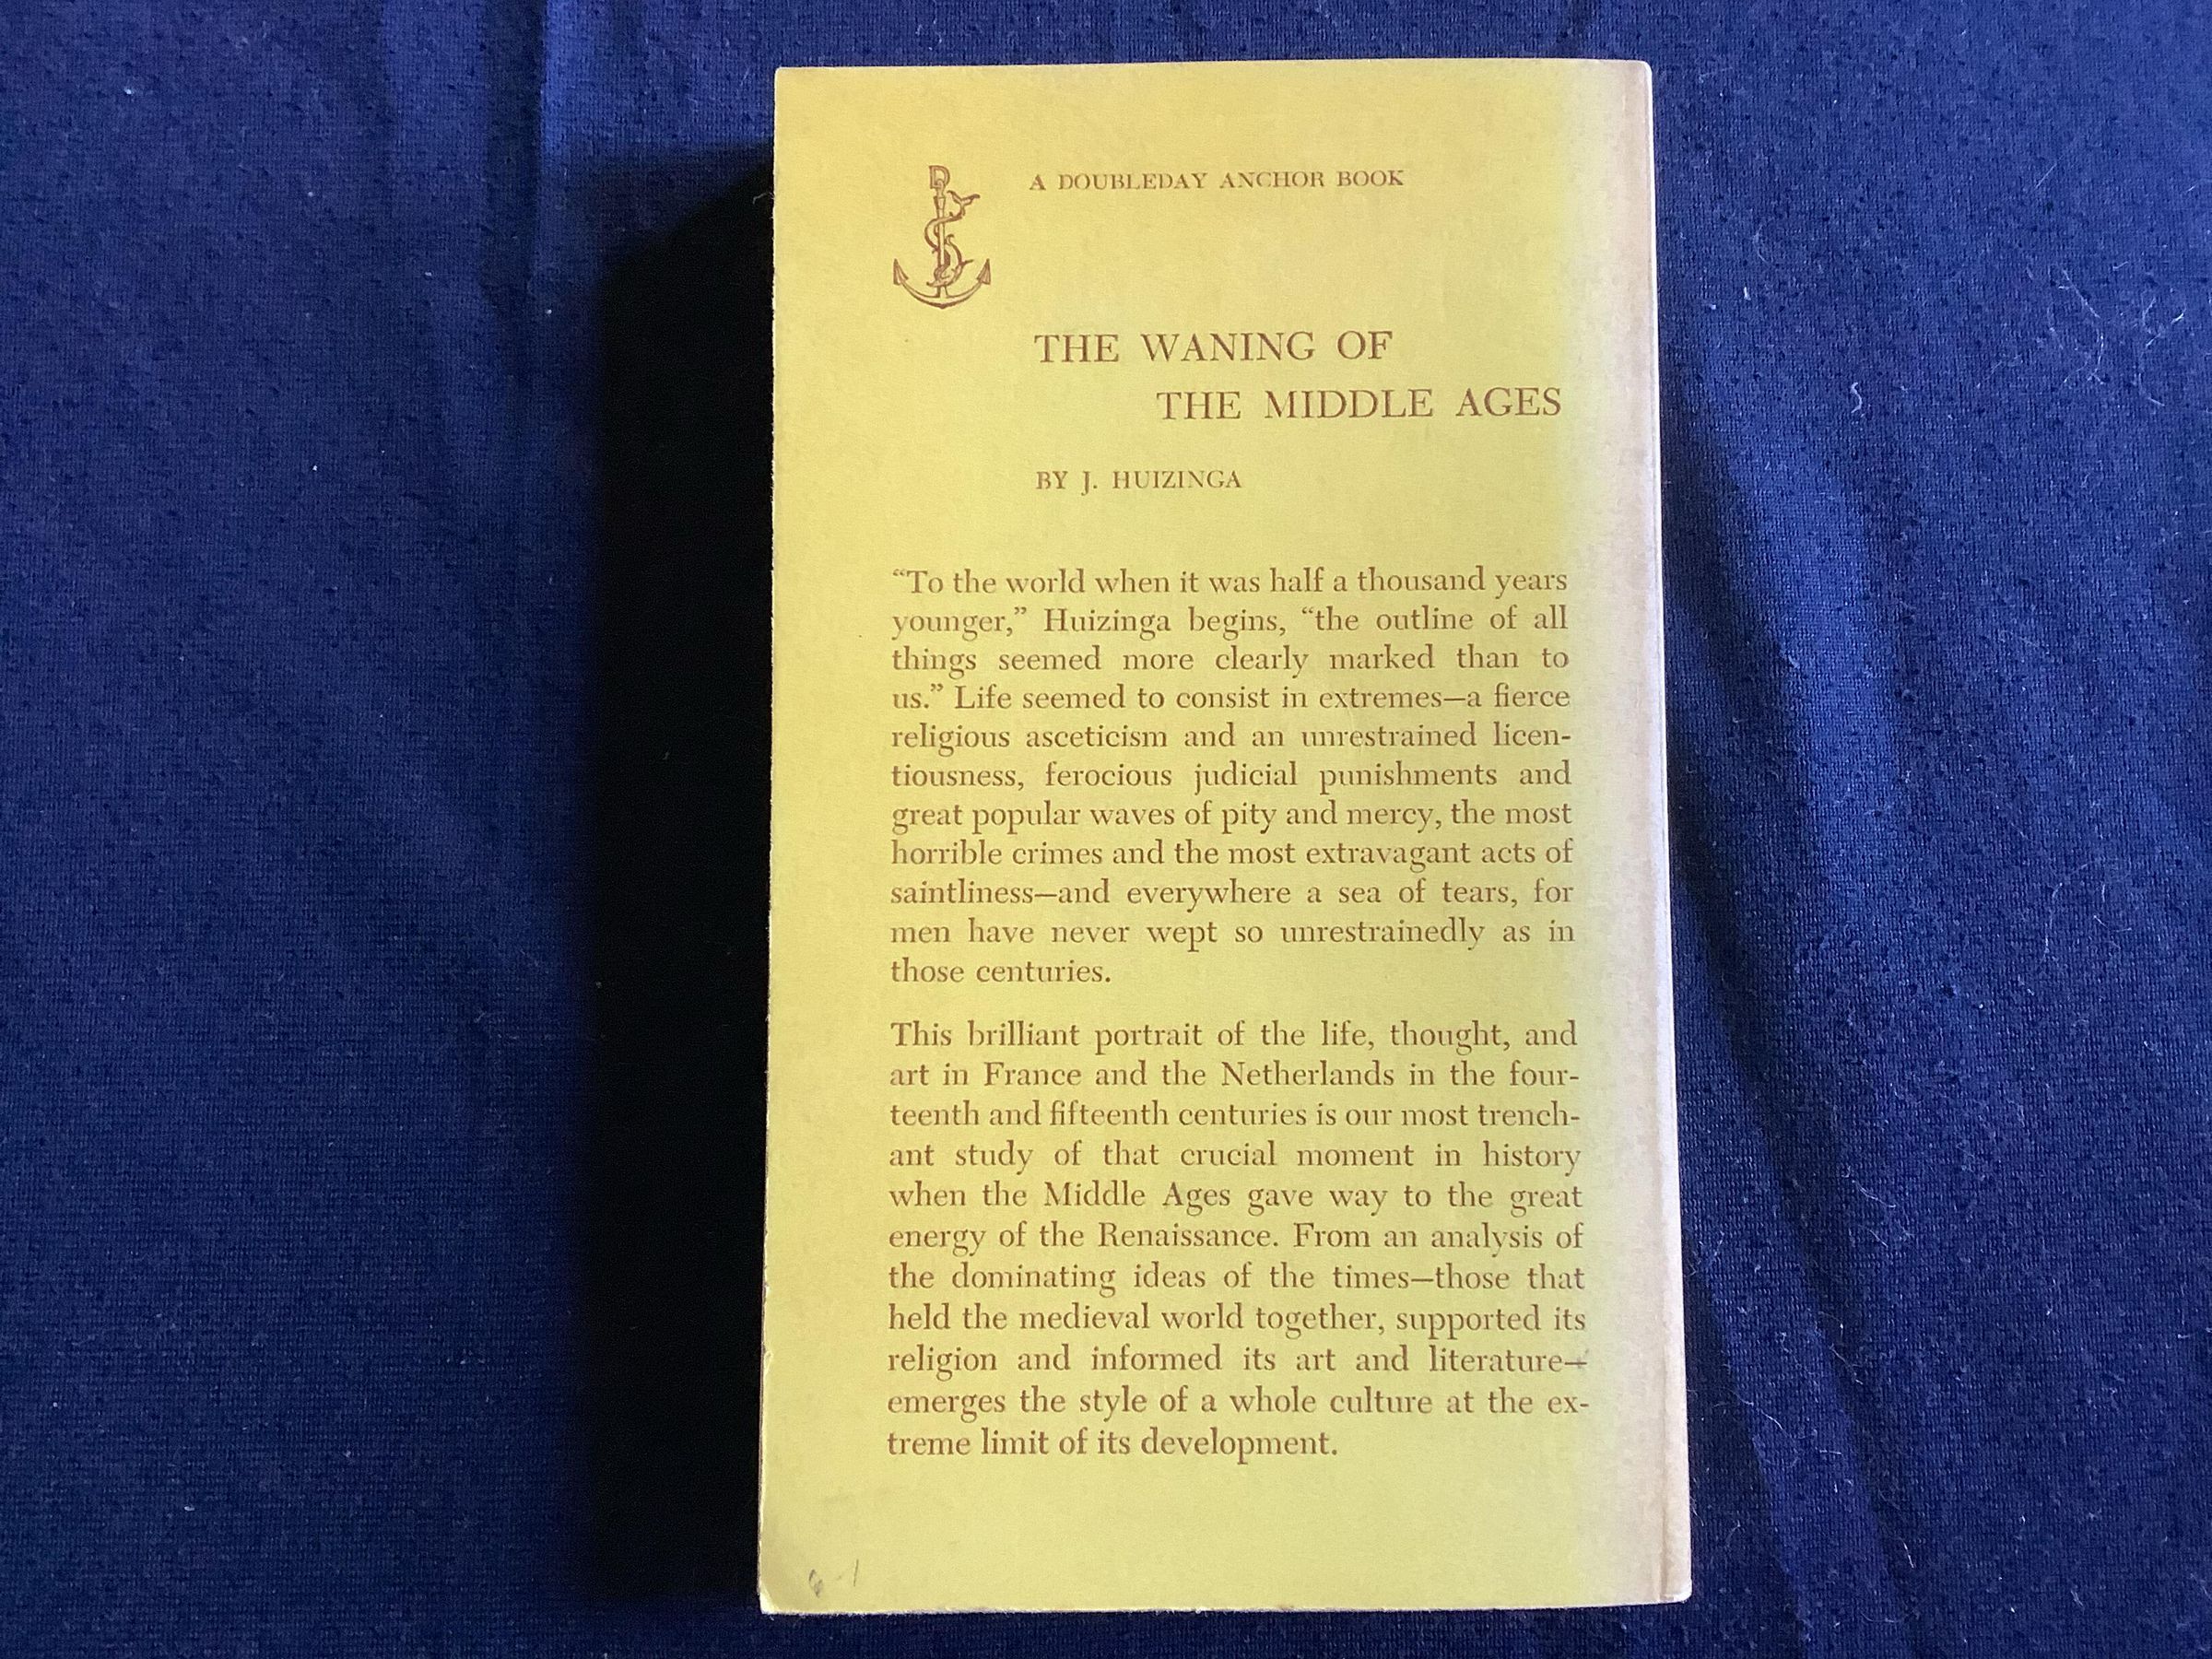 D
A DOUBLEDAY ANCHOR BOOK
THE WANING OF
THE MIDDLE AGES
BY J. HUIZINGA
“To the world when it was half a thousand years
younger,” Huizinga begins, “the outline of all
things seemed more clearly marked than to
us.” Life seemed to consist in extremes—a fierce
religious asceticism and an unrestrained licen-
tiousness, ferocious judicial punishments and
great popular waves of pity and mercy, the most
horrible crimes and the most extravagant acts of
saintliness—and everywhere a sea of tears, for
men have never wept so unrestrainedly as in
those centuries.
This brilliant portrait of the life, thought, and
art in France and the Netherlands in the four-
teenth and fifteenth centuries is our most trench-
ant study of that crucial moment in history
when the Middle Ages gave way to the great
energy of the Renaissance. From an analysis of
the dominating ideas of the times—those that
held the medieval world together, supported its
religion and informed its art and literature—
emerges the style of a whole culture at the ex-
treme limit of its development.